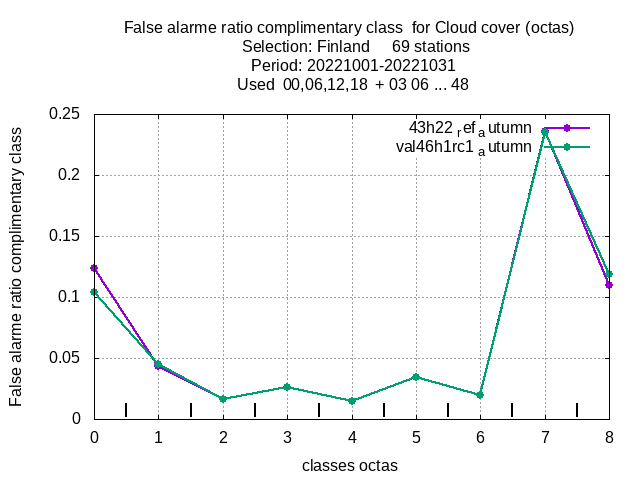 False alarme ratio complimentary class  for Cloud cover (octas)
Selection: Finland     69 stations
Period: 20221001-20221031
Used  00,06,12,18  + 03 06 ... 48
False alarme ratio complimentary class
0.25
0.2
0.15
0.1
0.05
0
43h22 ref a utumn
val46h1rc1 a utumn
0 1 2 3 4 5 6 7 8
classes octas